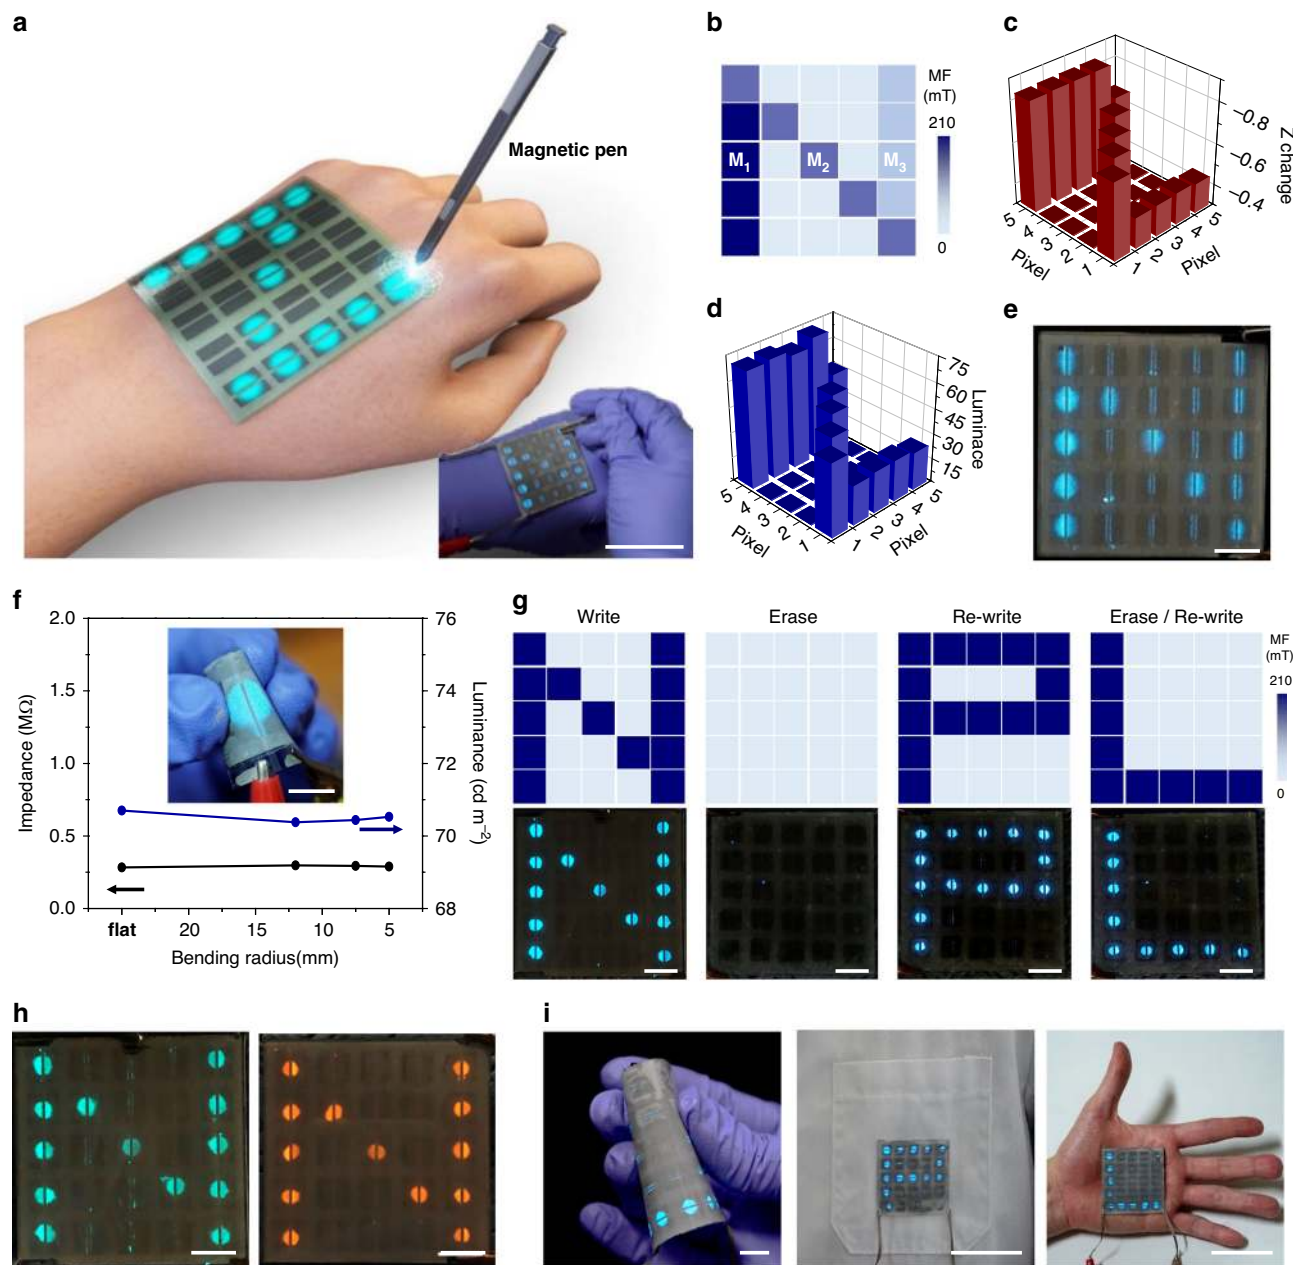 a
Magnetic pen
b
MF
(mT)
210
0
M1
M2
M3
c
−0.8
−0.6
−0.4
Z change
5
4
3
2
1
Pixel
1
2
3
4
5
Pixel
d
75
60
45
30
15
Luminace
5
4
3
2
1
Pixel
1
2
3
4
5
Pixel
e
f
2.0
1.5
1.0
0.5
0.0
Impedance (MΩ)
76
74
72
70
68
Luminance (cd m−2)
flat
20
15
10
5
Bending radius(mm)
g
Write
Erase
Re-write
Erase / Re-write
MF
(mT)
210
0
h
i